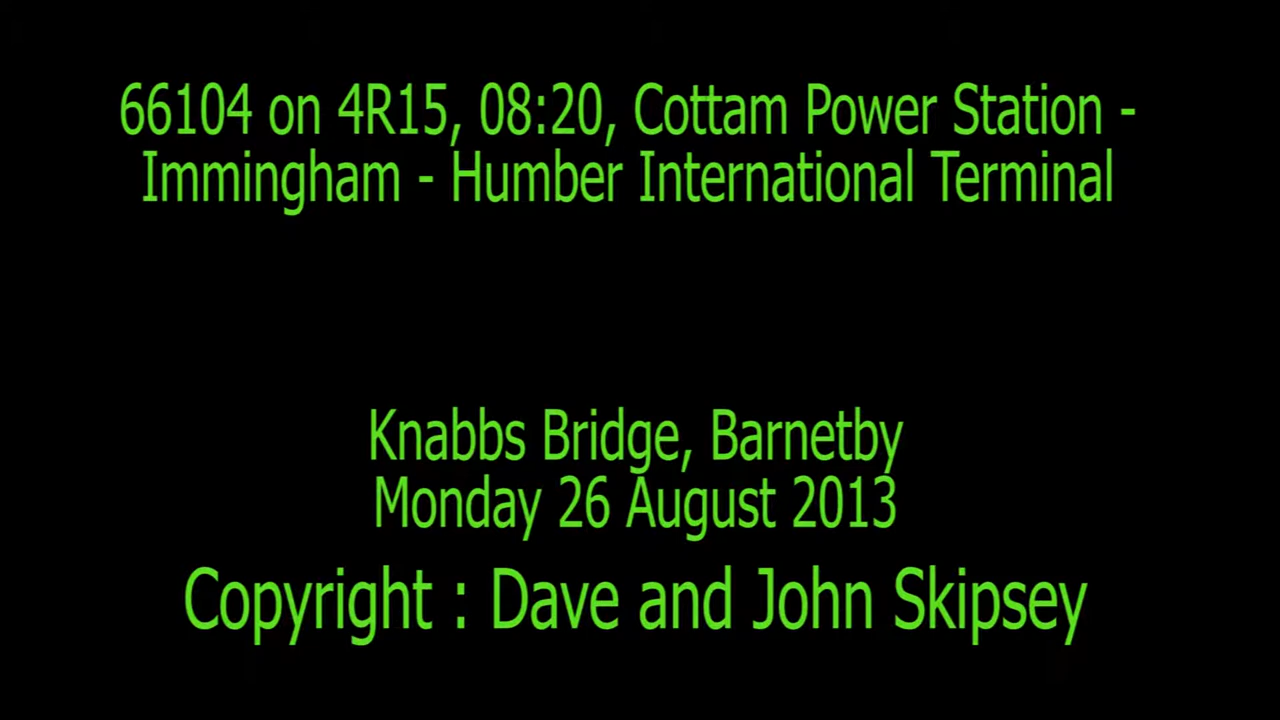 66104 on 4R15, 08:20, Cottam Power Station -
Immingham - Humber International Terminal
Knabbs Bridge, Barnetby
Monday 26 August 2013
Copyright : Dave and John Skipsey